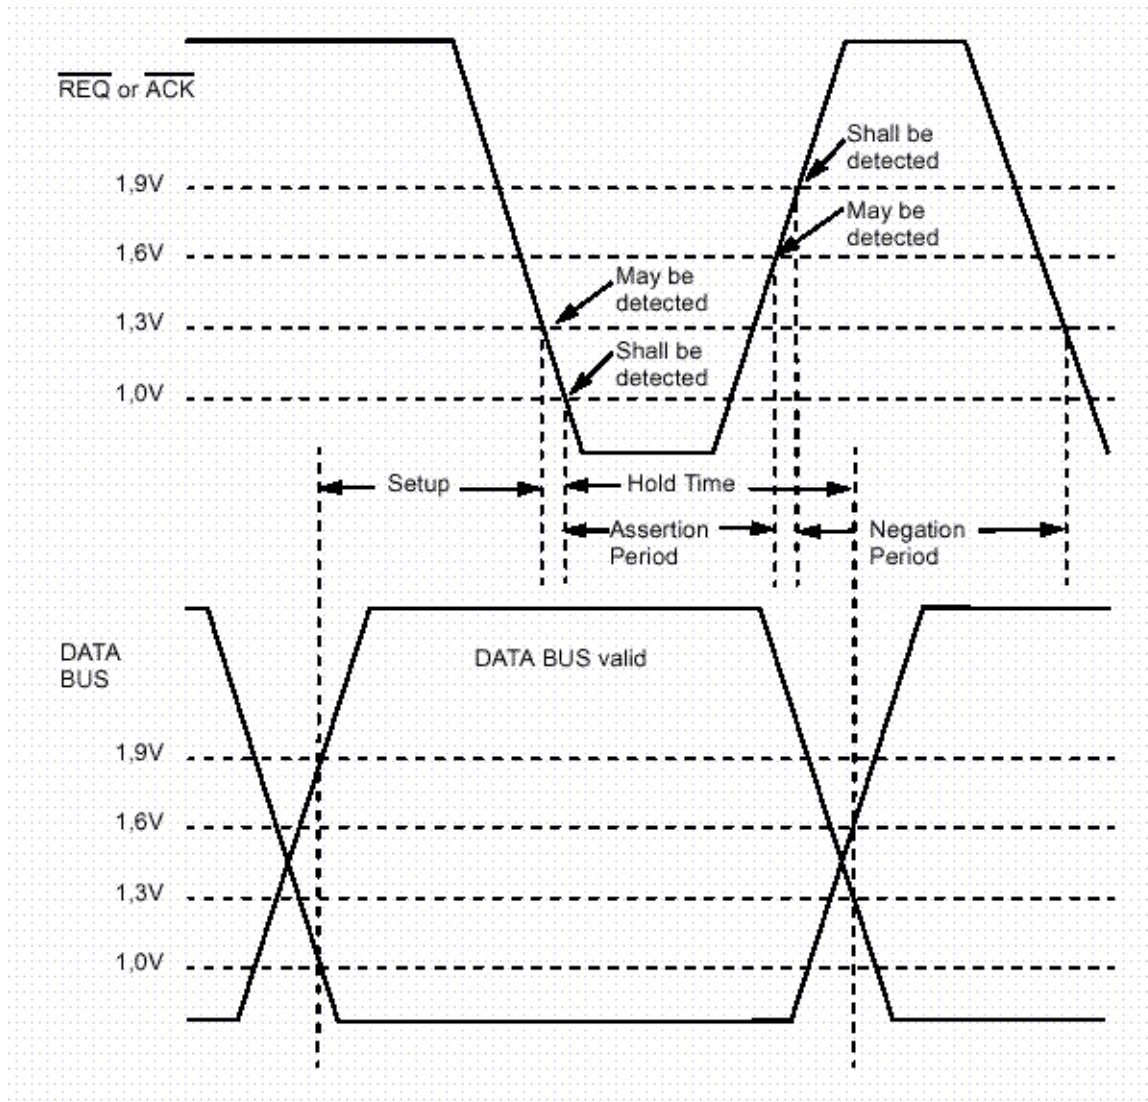 REQ or ACK
Shall be
detected
1,9V
May be
detected
1,6V
May be
detected
1,3V
Shall be
detected
1,0V
Setup
Hold Time
Assertion
Period
Negation
Period
DATA
BUS
DATA BUS valid
1,9V
1,6V
1,3V
1,0V